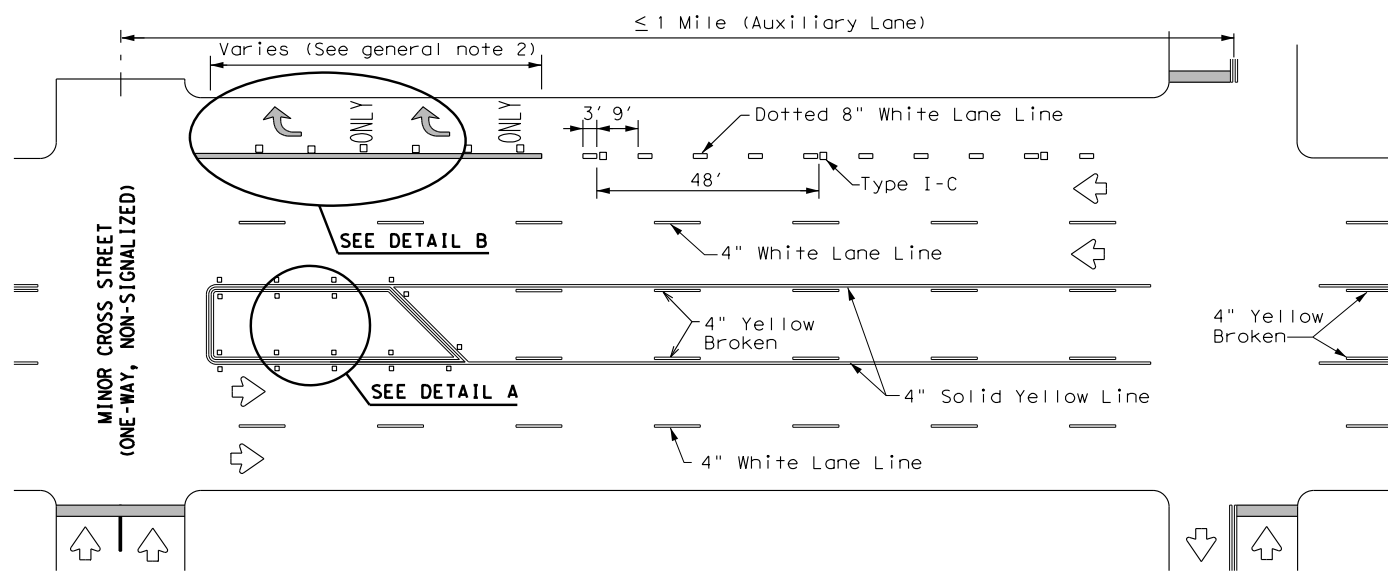 ≤ 1 Mile (Auxiliary Lane)
Varies (See general note 2)
ONLY
ONLY
3' 9'
Dotted 8" White Lane Line
48'
Type I-C
SEE DETAIL B
4" White Lane Line
MINOR CROSS STREET
(ONE-WAY, NON-SIGNALIZED)
4" Yellow
Broken
4" Yellow
Broken
SEE DETAIL A
4" Solid Yellow Line
4" White Lane Line